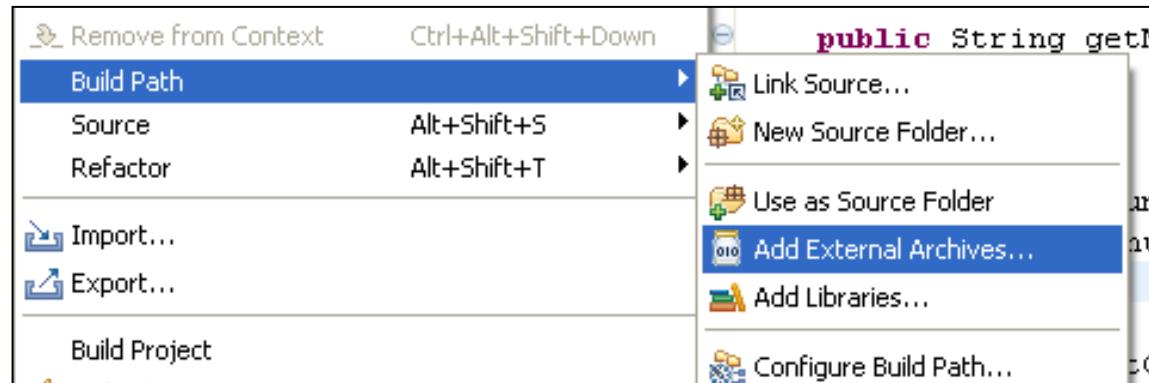 Remove from Context Ctrl+Alt+Shift+Down
Build Path
Source Alt+Shift+S
Refactor Alt+Shift+T
Import...
Export...
Build Project
public String get
Link Source...
New Source Folder...
Use as Source Folder
Add External Archives...
Add Libraries...
Configure Build Path...